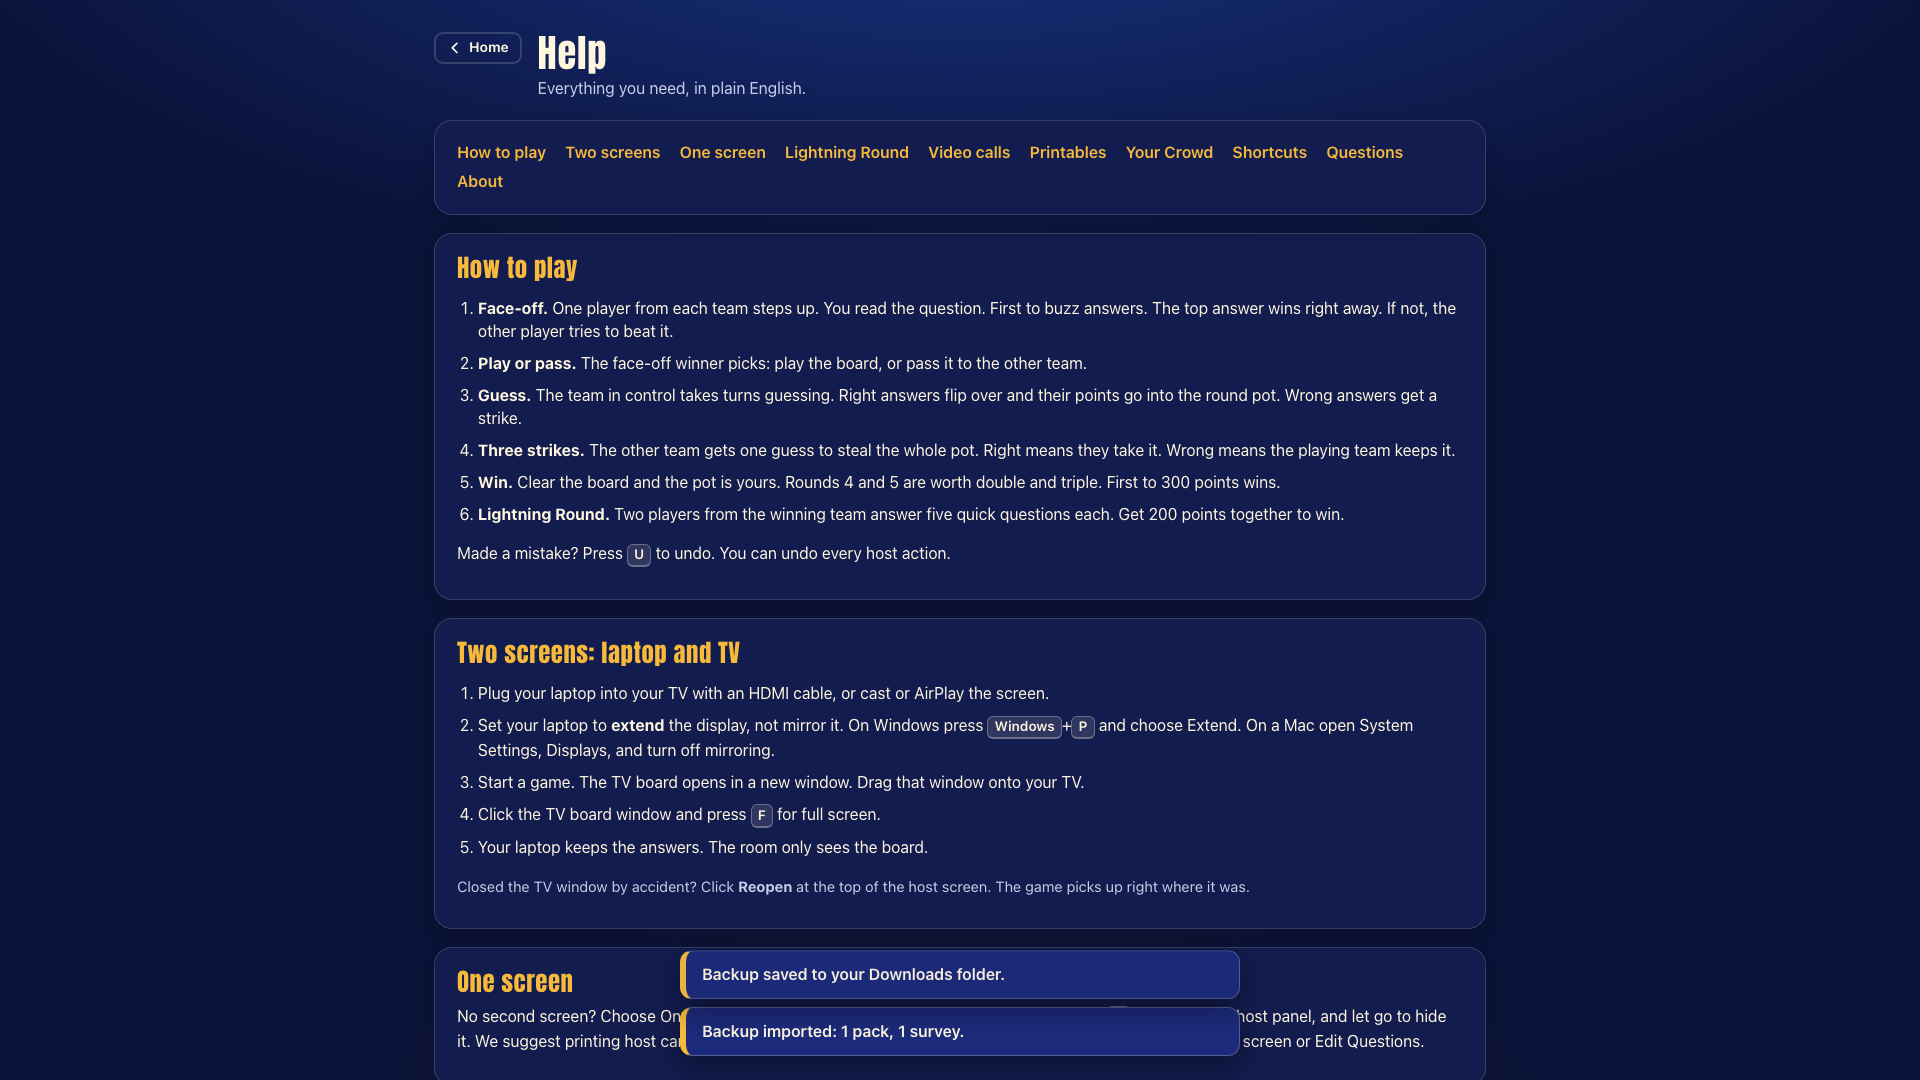 Home
Help
Everything you need, in plain English.
How to play Two screens One screen Lightning Round Video calls Printables Your Crowd Shortcuts Questions
About
How to play
1. Face-off. One player from each team steps up. You read the question. First to buzz answers. The top answer wins right away. If not, the
other player tries to beat it.
2. Play or pass. The face-off winner picks: play the board, or pass it to the other team.
3. Guess. The team in control takes turns guessing. Right answers flip over and their points go into the round pot. Wrong answers get a
strike.
4. Three strikes. The other team gets one guess to steal the whole pot. Right means they take it. Wrong means the playing team keeps it.
5. Win. Clear the board and the pot is yours. Rounds 4 and 5 are worth double and triple. First to 300 points wins.
6. Lightning Round. Two players from the winning team answer five quick questions each. Get 200 points together to win.
Made a mistake? Press U to undo. You can undo every host action.
Two screens: laptop and TV
1. Plug your laptop into your TV with an HDMI cable, or cast or AirPlay the screen.
2. Set your laptop to extend the display, not mirror it. On Windows press Windows+P and choose Extend. On a Mac open System
Settings, Displays, and turn off mirroring.
3. Start a game. The TV board opens in a new window. Drag that window onto your TV.
4. Click the TV board window and press F for full screen.
5. Your laptop keeps the answers. The room only sees the board.
Closed the TV window by accident? Click Reopen at the top of the host screen. The game picks up right where it was.
One screen
Backup saved to your Downloads folder.
No second screen? Choose host panel, and let go to hide
Backup imported: 1 pack, 1 survey.
it. We suggest printing host screen or Edit Questions.